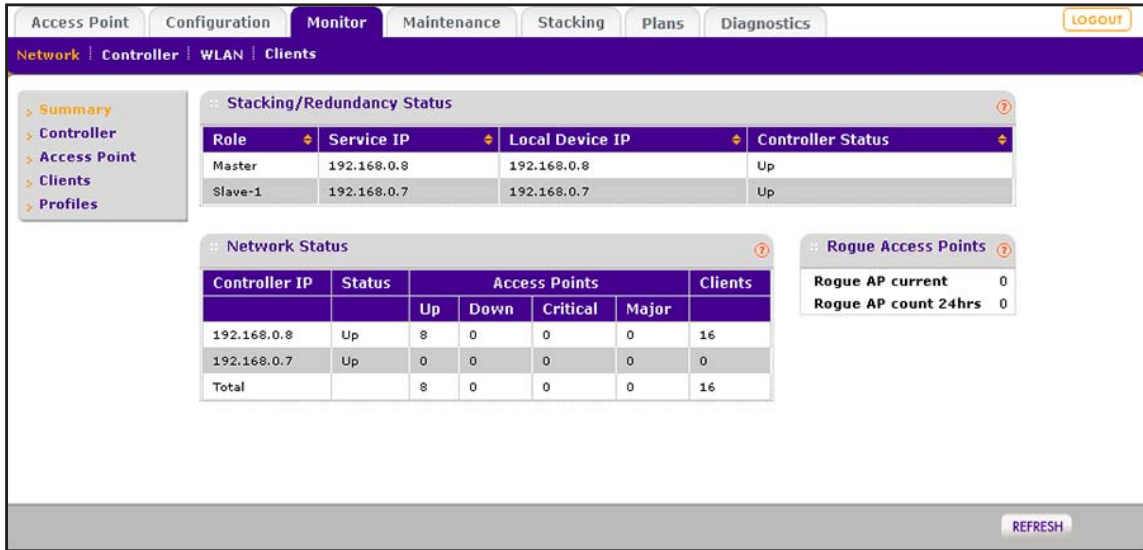 Access Point Configuration Monitor Maintenance Stacking Plans Diagnostics LOGOUT
Network Controller WLAN Clients
Summary
Controller
Access Point
Clients
Profiles
Stacking/Redundancy Status ?
Role Service IP Local Device IP Controller Status
Master 192.168.0.8 192.168.0.8 Up
Slave-1 192.168.0.7 192.168.0.7 Up
Network Status ?
Controller IP Status Access Points Clients
Up Down Critical Major
192.168.0.8 Up 8 0 0 0 16
192.168.0.7 Up 0 0 0 0 0
Total 8 0 0 0 16
Rogue Access Points ?
Rogue AP current 0
Rogue AP count 24hrs 0
REFRESH